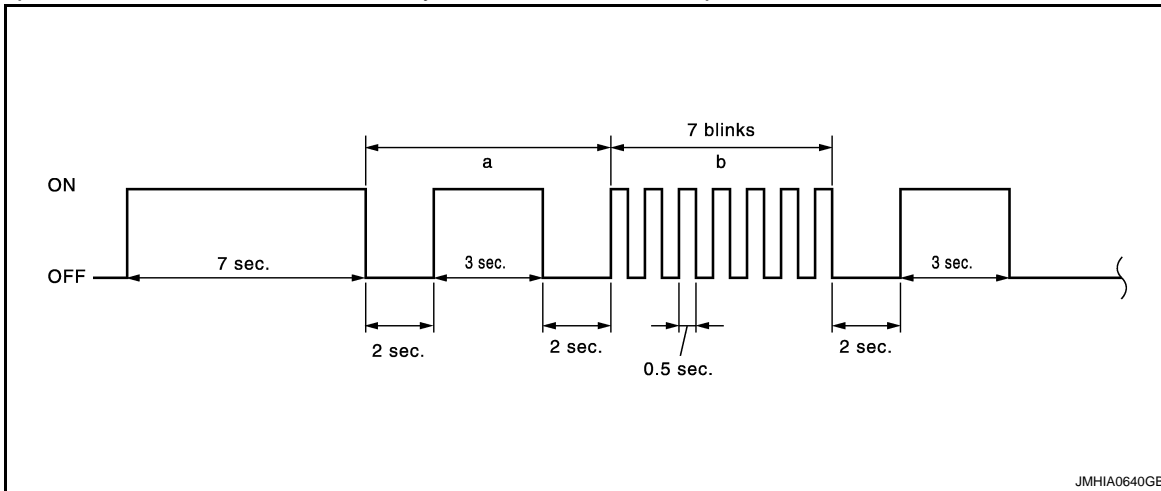 7 blinks
a b
ON
OFF
7 sec. 3 sec. 3 sec.
2 sec. 2 sec. 2 sec.
0.5 sec.
JMHIA0640GB